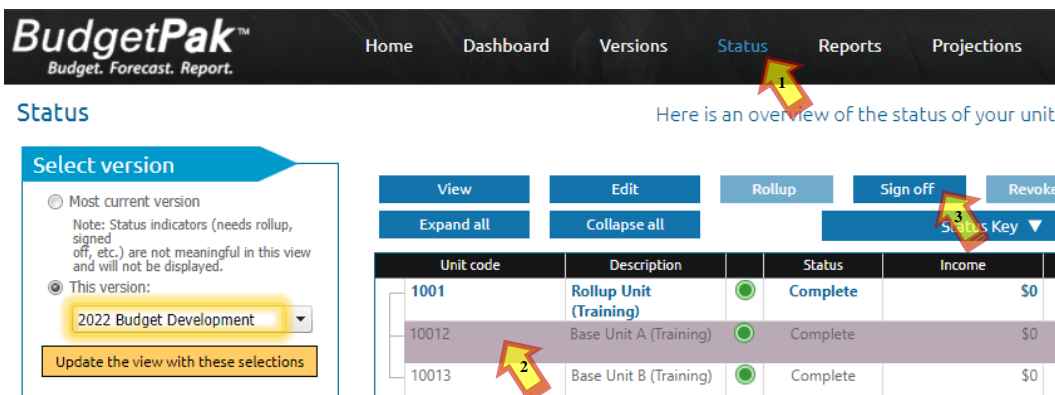 BudgetPak™
Budget. Forecast. Report.
Home Dashboard Versions Status Reports Projections
1
Status
Here is an overview of the status of your unit
Select version
Most current version
Note: Status indicators (needs rollup,
signed
off, etc.) are not meaningful in this view
and will not be displayed.
This version:
2022 Budget Development
Update the view with these selections
View Edit Rollup Sign off Revoke
Expand all Collapse all Status Key ▼
3
Unit code Description Status Income
1001 Rollup Unit (Training) Complete $0
10012 Base Unit A (Training) Complete $0
2
10013 Base Unit B (Training) Complete $0